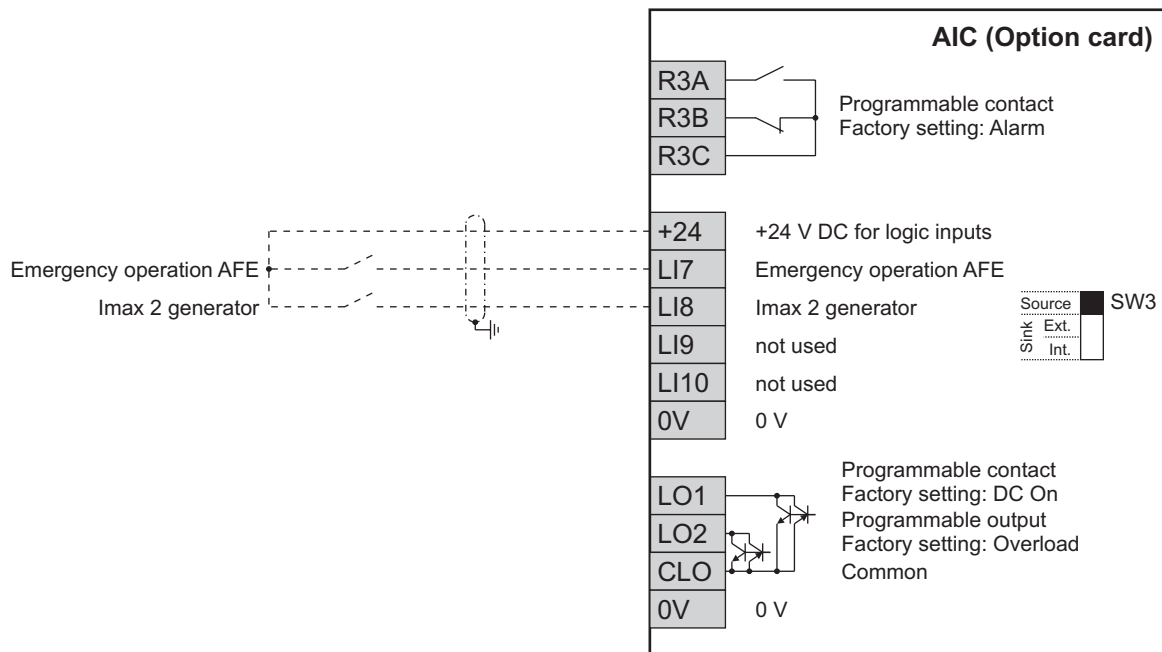 AIC (Option card)
R3A
R3B
R3C
Programmable contact
Factory setting: Alarm
+24
+24 V DC for logic inputs
Emergency operation AFE
LI7
Emergency operation AFE
Imax 2 generator
LI8
Imax 2 generator
LI9
not used
LI10
not used
0V
0 V
Source
SW3
Sink
Ext.
Int.
LO1
LO2
CLO
0V
Programmable contact
Factory setting: DC On
Programmable output
Factory setting: Overload
Common
0 V